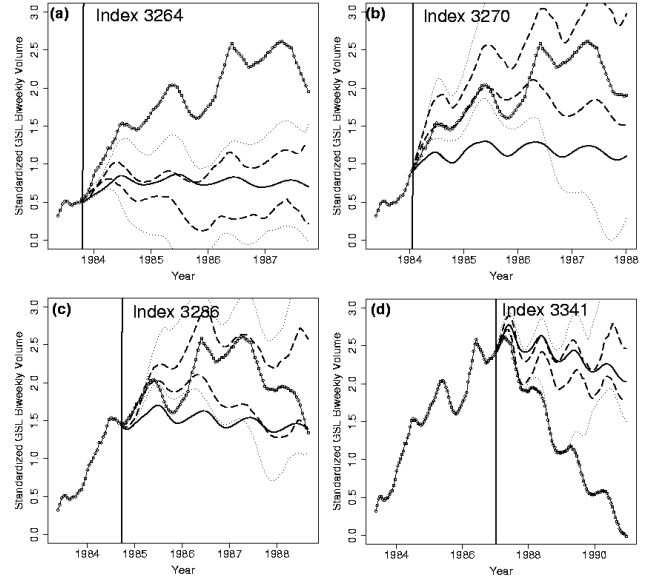 (a) Index 3264
Standardized GSL Biweekly Volume
3.0
2.5
2.0
1.5
1.0
0.5
0.0
1984 1985 1986 1987
Year
(b) Index 3270
Standardized GSL Biweekly Volume
3.0
2.5
2.0
1.5
1.0
0.5
0.0
1984 1985 1986 1987 1988
Year
(c) Index 3286
Standardized GSL Biweekly Volume
3.0
2.5
2.0
1.5
1.0
0.5
0.0
1984 1985 1986 1987 1988
Year
(d) Index 3341
Standardized GSL Biweekly Volume
3.0
2.5
2.0
1.5
1.0
0.5
0.0
1984 1986 1988 1990
Year